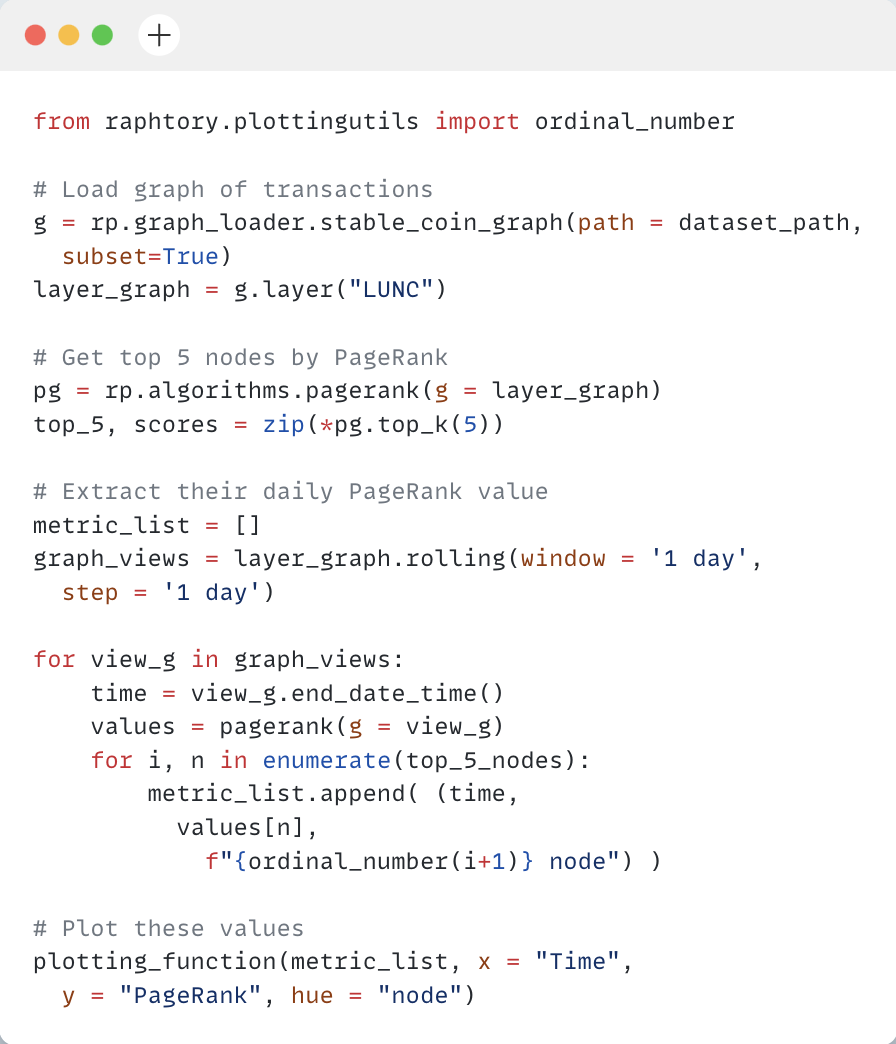 from raphtory.plottingutils import ordinal_number

# Load graph of transactions
g = rp.graph_loader.stable_coin_graph(path = dataset_path,
  subset=True)
layer_graph = g.layer("LUNC")

# Get top 5 nodes by PageRank
pg = rp.algorithms.pagerank(g = layer_graph)
top_5, scores = zip(*pg.top_k(5))

# Extract their daily PageRank value
metric_list = []
graph_views = layer_graph.rolling(window = '1 day',
  step = '1 day')

for view_g in graph_views:
    time = view_g.end_date_time()
    values = pagerank(g = view_g)
    for i, n in enumerate(top_5_nodes):
        metric_list.append( (time,
          values[n],
            f"{ordinal_number(i+1)} node") )

# Plot these values
plotting_function(metric_list, x = "Time",
  y = "PageRank", hue = "node")